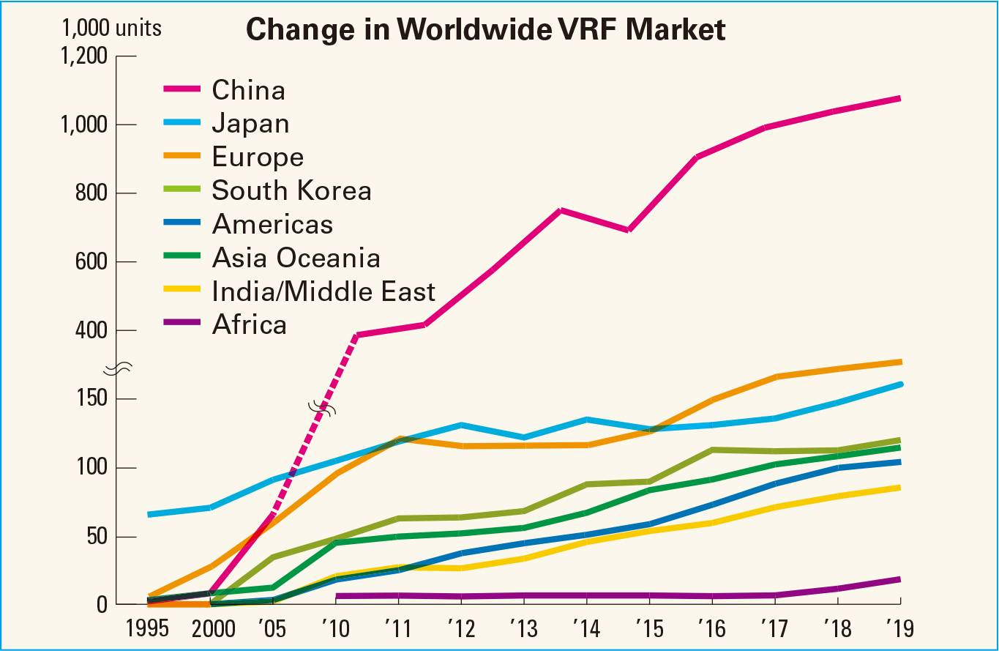 1,000 units
Change in Worldwide VRF Market
1,200
1,000
800
600
400
150
100
50
0
China
Japan
Europe
South Korea
Americas
Asia Oceania
India/Middle East
Africa
1995 2000 ’05 ’10 ’11 ’12 ’13 ’14 ’15 ’16 ’17 ’18 ’19